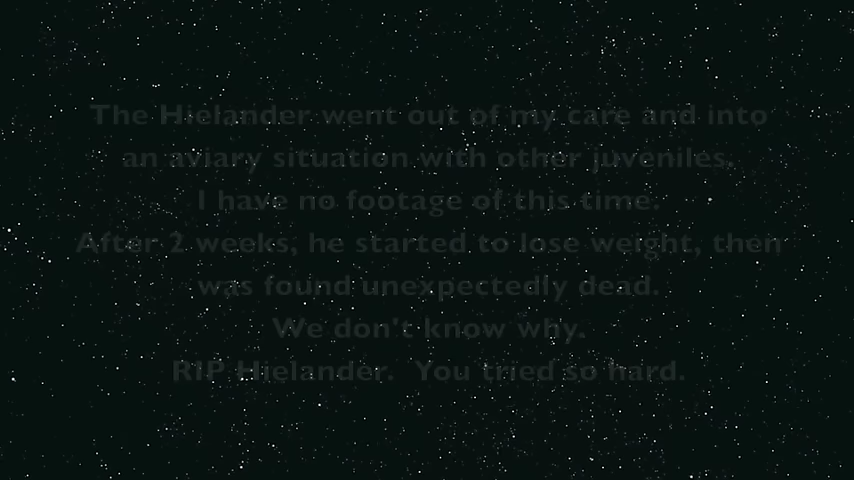 The Hielander went out of my care and into
an aviary situation with other juveniles.
I have no footage of this time.
After 2 weeks, he started to lose weight, then
was found unexpectedly dead.
We don't know why.
RIP Hielander.  You tried so hard.